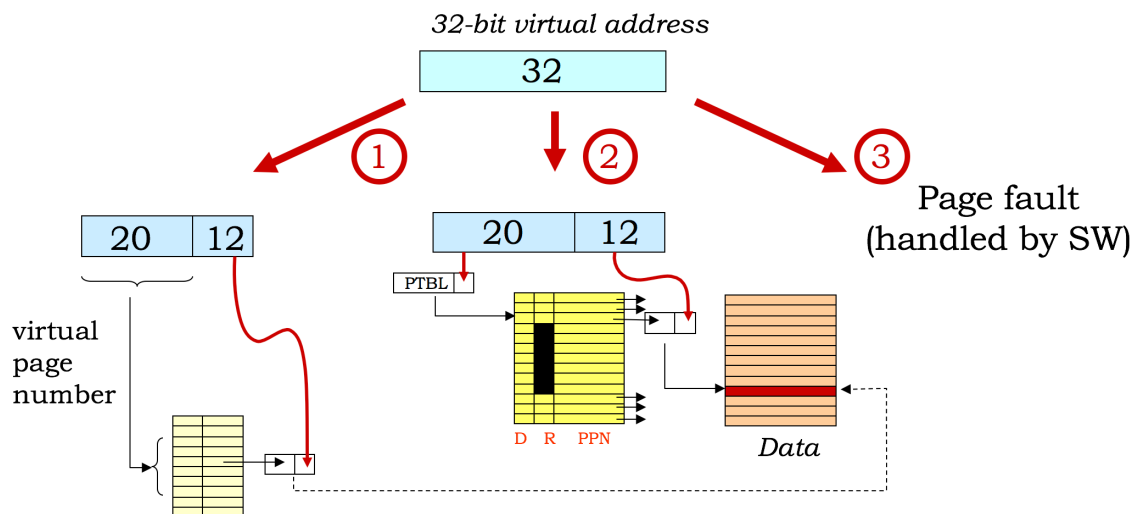 32-bit virtual address
32
1
2
3
Page fault
(handled by SW)
20 12
20 12
PTBL
virtual
page
number
D R PPN
Data